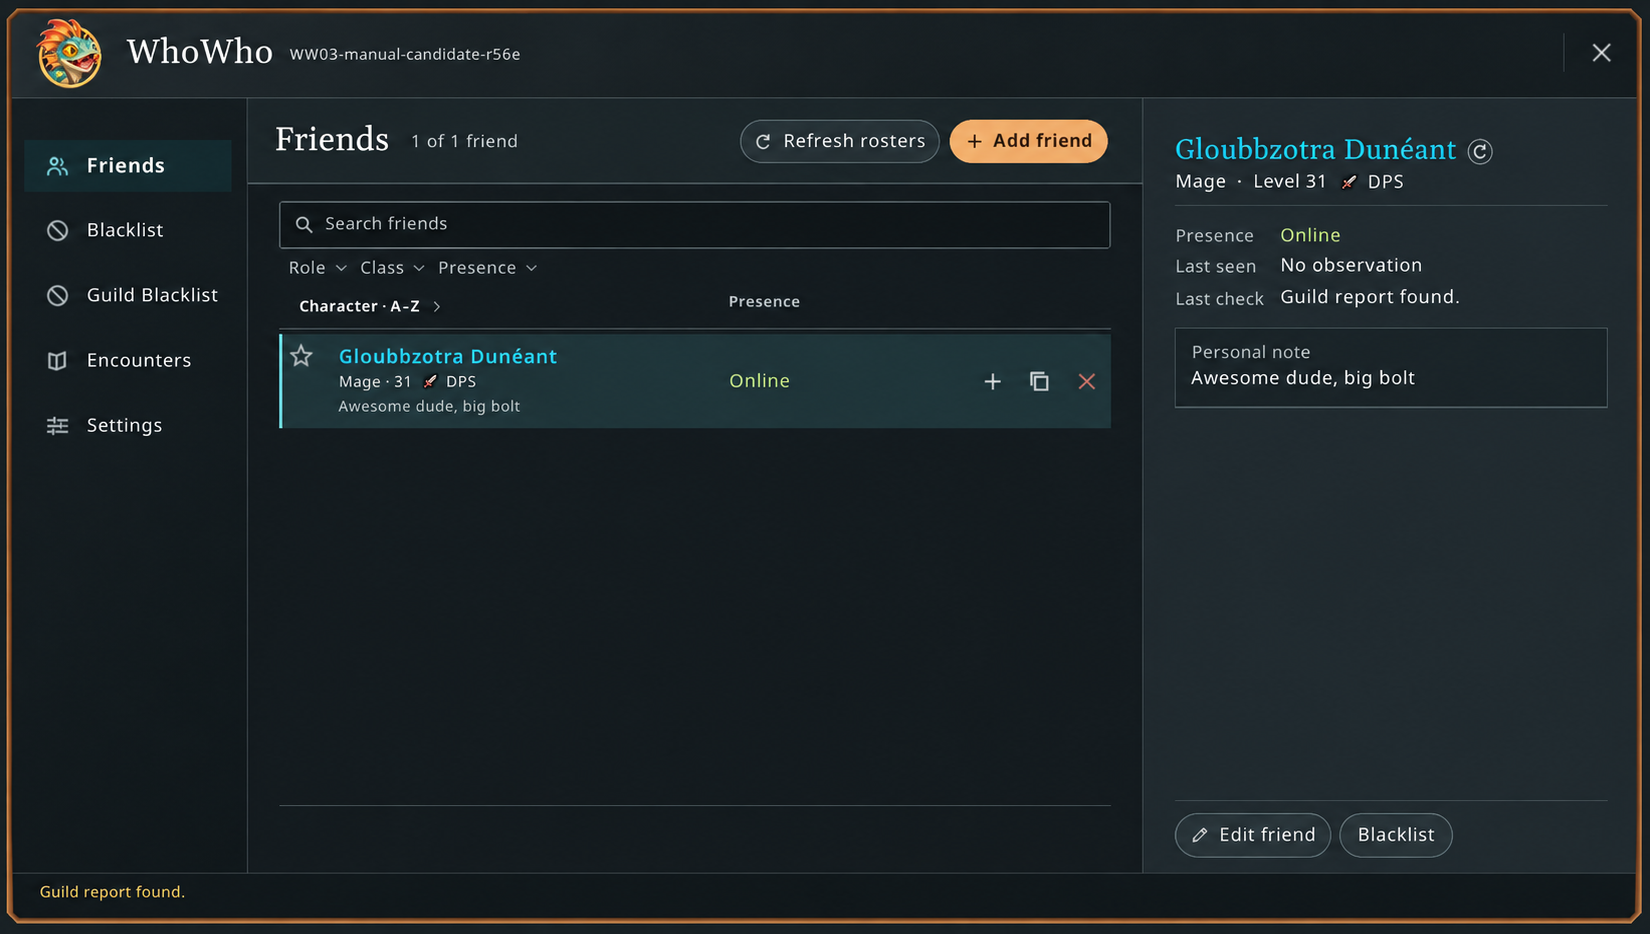 WhoWho WW03-manual-candidate-r56e
Friends
Blacklist
Guild Blacklist
Encounters
Settings
Friends 1 of 1 friend Refresh rosters + Add friend
Search friends
Role Class Presence
Character · A–Z Presence
Gloubbzotra Dunéant
Mage · 31 DPS
Awesome dude, big bolt
Online
Gloubbzotra Dunéant
Mage · Level 31 DPS
Presence Online
Last seen No observation
Last check Guild report found.
Personal note
Awesome dude, big bolt
Edit friend Blacklist
Guild report found.